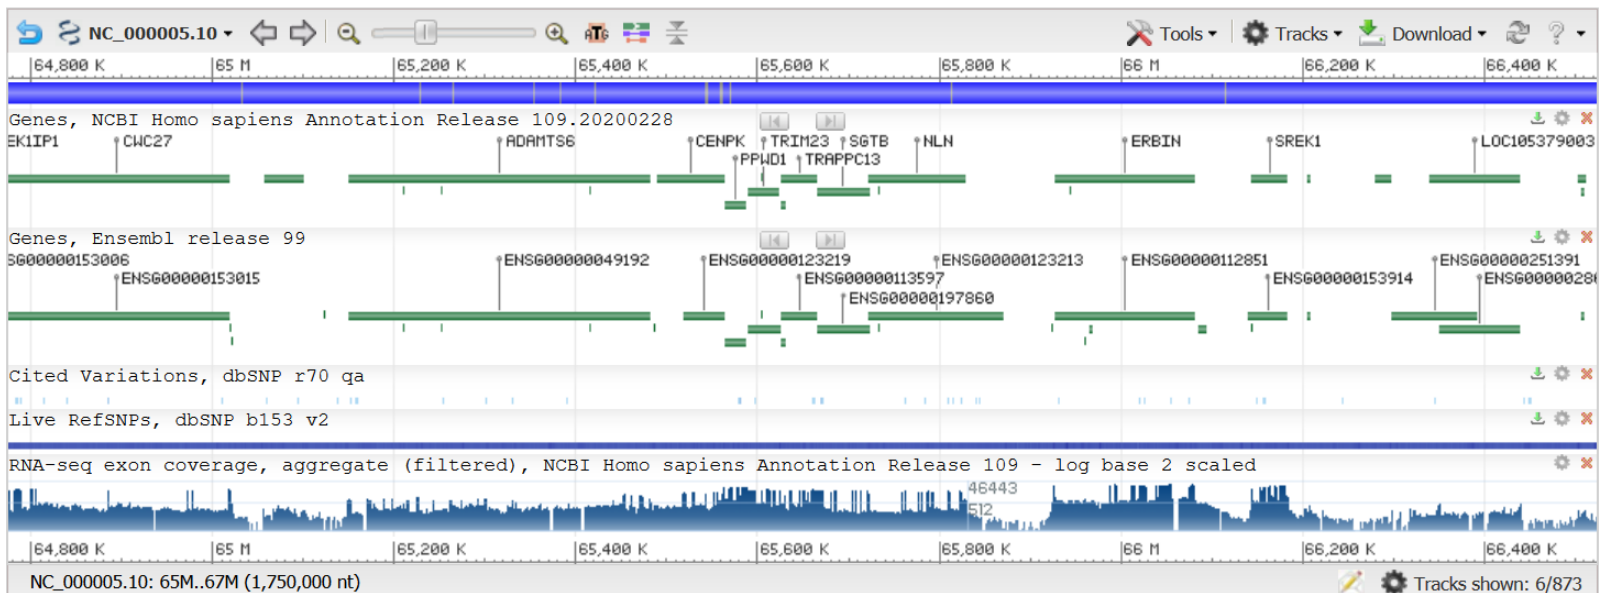 NC_000005.10 ATG Tools Tracks Download ?
64,800 K 65 M 65,200 K 65,400 K 65,600 K 65,800 K 66 M 66,200 K 66,400 K
Genes, NCBI Homo sapiens Annotation Release 109.20200228
EK1IP1 CWC27 ADAMTS6 CENPK TRIM23 SGTB NLN ERBIN SREK1 LOC105379003
PPWD1 TRAPPC13
Genes, Ensembl release 99
SG00000153006 ENSG00000049192 ENSG00000123219 ENSG00000123213 ENSG00000112851 ENSG00000251391
ENSG00000153015 ENSG00000113597 ENSG00000153914 ENSG00000028
ENSG00000197860
Cited Variations, dbSNP r70 qa
Live RefSNPs, dbSNP b153 v2
RNA-seq exon coverage, aggregate (filtered), NCBI Homo sapiens Annotation Release 109 - log base 2 scaled
46443
512
64,800 K 65 M 65,200 K 65,400 K 65,600 K 65,800 K 66 M 66,200 K 66,400 K
NC_000005.10: 65M..67M (1,750,000 nt) Tracks shown: 6/873